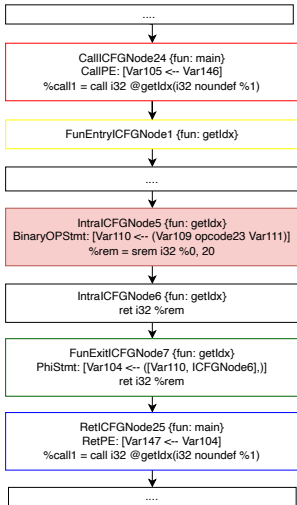 ....
CallICFGNode24 {fun: main}
CallPE: [Var105 <-- Var146]
%call1 = call i32 @getIdx(i32 noundef %1)
FunEntryICFGNode1 {fun: getIdx}
....
IntraICFGNode5 {fun: getIdx}
BinaryOPStmt: [Var110 <-- (Var109 opcode23 Var111)]
%rem = srem i32 %0, 20
IntraICFGNode6 {fun: getIdx}
ret i32 %rem
FunExitICFGNode7 {fun: getIdx}
PhiStmt: [Var104 <-- ([Var110, ICFGNode6],)]
ret i32 %rem
RetICFGNode25 {fun: main}
RetPE: [Var147 <-- Var104]
%call1 = call i32 @getIdx(i32 noundef %1)
....